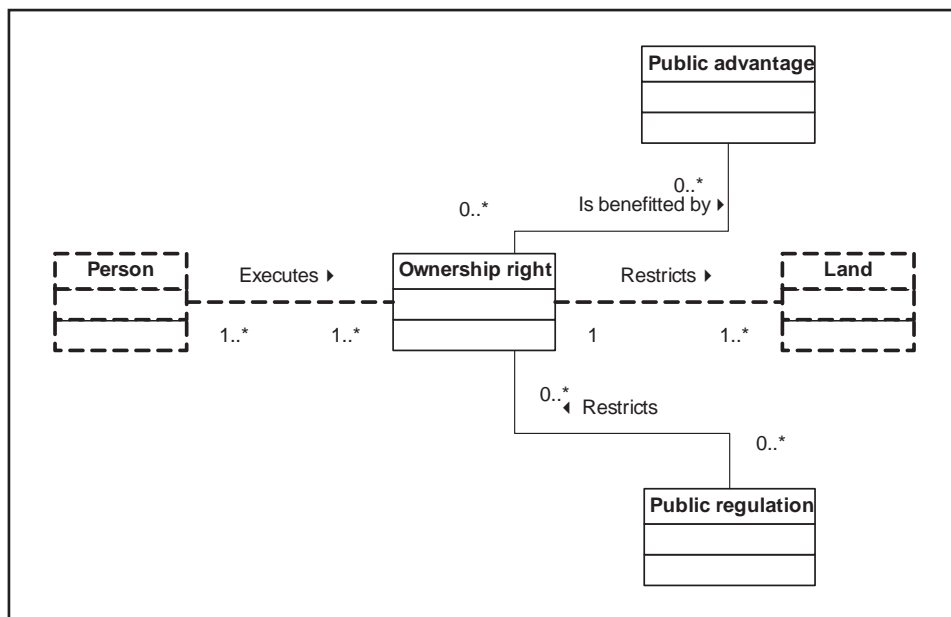 Public advantage
0..*
Is benefitted by
0..*
Person
Executes
Ownership right
Restricts
Land
1..*
1..*
1
1..*
0..*
Restricts
0..*
Public regulation